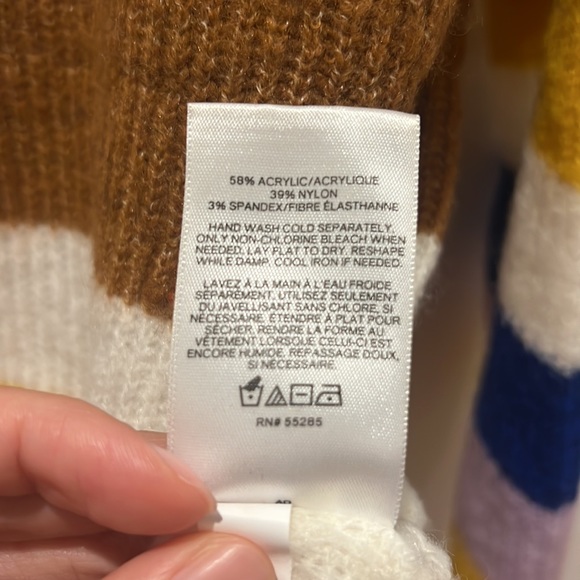 58% ACRYLIC/ACRYLIQUE
39% NYLON
3% SPANDEX/FIBRE ÉLASTHANNE
HAND WASH COLD SEPARATELY.
ONLY NON-CHLORINE BLEACH WHEN
NEEDED. LAY FLAT TO DRY. RESHAPE
WHILE DAMP. COOL IRON IF NEEDED.
LAVEZ À LA MAIN À L'EAU FROIDE
SÉPAREMENT. UTILISEZ SEULEMENT
DU JAVELLISANT SANS CHLORE, SI
NÉCESSAIRE. ÉTENDRE À PLAT POUR
SÉCHER. RENDRE LA FORME AU
VÊTEMENT LORSQUE CELUI-CI EST
ENCORE HUMIDE. REPASSAGE DOUX,
SI NÉCESSAIRE.
RN# 55285